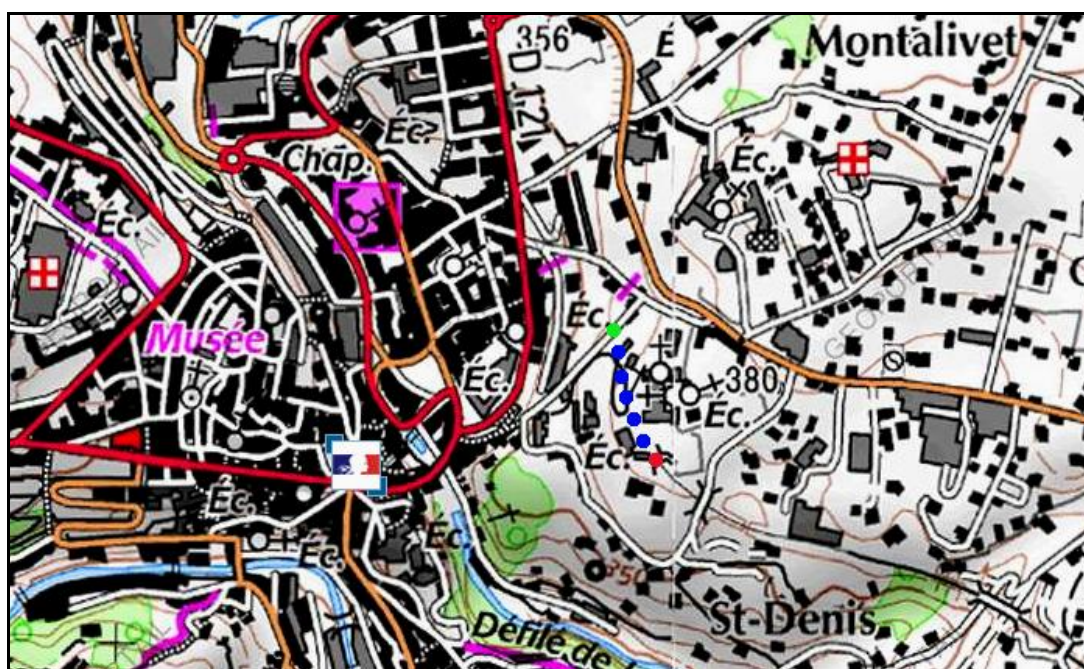 356
É
Montalivet
D 121
Éc.
Chap.
Éc.
Éc.
Musée
Éc.
Éc.
380
Éc.
Éc.
Éc.
Éc.
Éc.
350
St-Denis
Défilé de